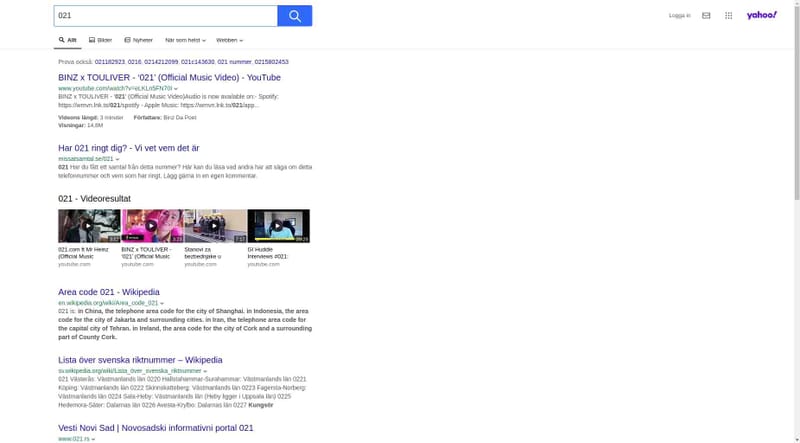 021
Logga in
yahoo!
Allt
Bilder
Nyheter
När som helst
Webben
Prova också: 021182923, 0216, 0214212099, 021c143630, 021 nummer, 0215802453
BINZ x TOULIVER - '021' (Official Music Video) - YouTube
www.youtube.com/watch?v=eLKLn5FN70I
BINZ x TOULIVER - '021' (Official Music Video)Audio is now available on:- Spotify:
https://wmvn.lnk.to/021/spotify - Apple Music: https://wmvn.lnk.to/021/app...
Videons längd: 3 minuter Författare: Binz Da Poet
Visningar: 14,6M
Har 021 ringt dig? - Vi vet vem det är
missatsamtal.se/021
021 Har du fått ett samtal från detta nummer? Här kan du läsa vad andra har att säga om detta
telefonnummer och vem som har ringt. Lägg gärna in en egen kommentar.
021 - Videoresultat
021.com ft Mr Heinz
(Official Music
youtube.com
BINZ x TOULIVER -
'021' (Official Music
youtube.com
Stanovi za
bezbednjake u
youtube.com
GI Huddle
Interviews #021:
youtube.com
Area code 021 - Wikipedia
en.wikipedia.org/wiki/Area_code_021
021 is: in China, the telephone area code for the city of Shanghai. in Indonesia, the area
code for the city of Jakarta and surrounding cities. in Iran, the telephone area code for
the capital city of Tehran. in Ireland, the area code for the city of Cork and a surrounding
part of County Cork.
Lista över svenska riktnummer – Wikipedia
sv.wikipedia.org/wiki/Lista_över_svenska_riktnummer
021 Västerås: Västmanlands län 0220 Hallstahammar-Surahammar: Västmanlands län 0221
Köping: Västmanlands län 0222 Skinnskatteberg: Västmanlands län 0223 Fagersta-Norberg:
Västmanlands län 0224 Sala-Heby: Västmanlands län (Heby ligger i Uppsala län) 0225
Hedemora-Säter: Dalarnas län 0226 Avesta-Krylbo: Dalarnas län 0227 Kungsör
Vesti Novi Sad | Novosadski informativni portal 021
www.021.rs